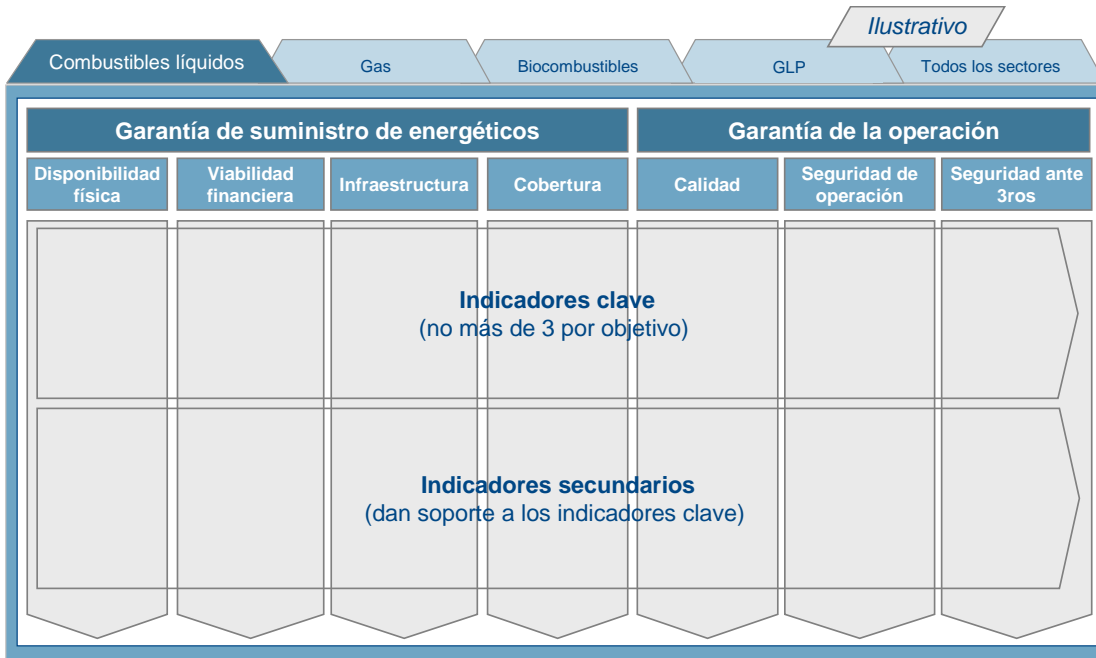 Ilustrativo
Combustibles líquidos
Gas
Biocombustibles
GLP
Todos los sectores
Garantía de suministro de energéticos
Garantía de la operación
Disponibilidad
física
Viabilidad
financiera
Infraestructura
Cobertura
Calidad
Seguridad de
operación
Seguridad ante
3ros
Indicadores clave
(no más de 3 por objetivo)
Indicadores secundarios
(dan soporte a los indicadores clave)